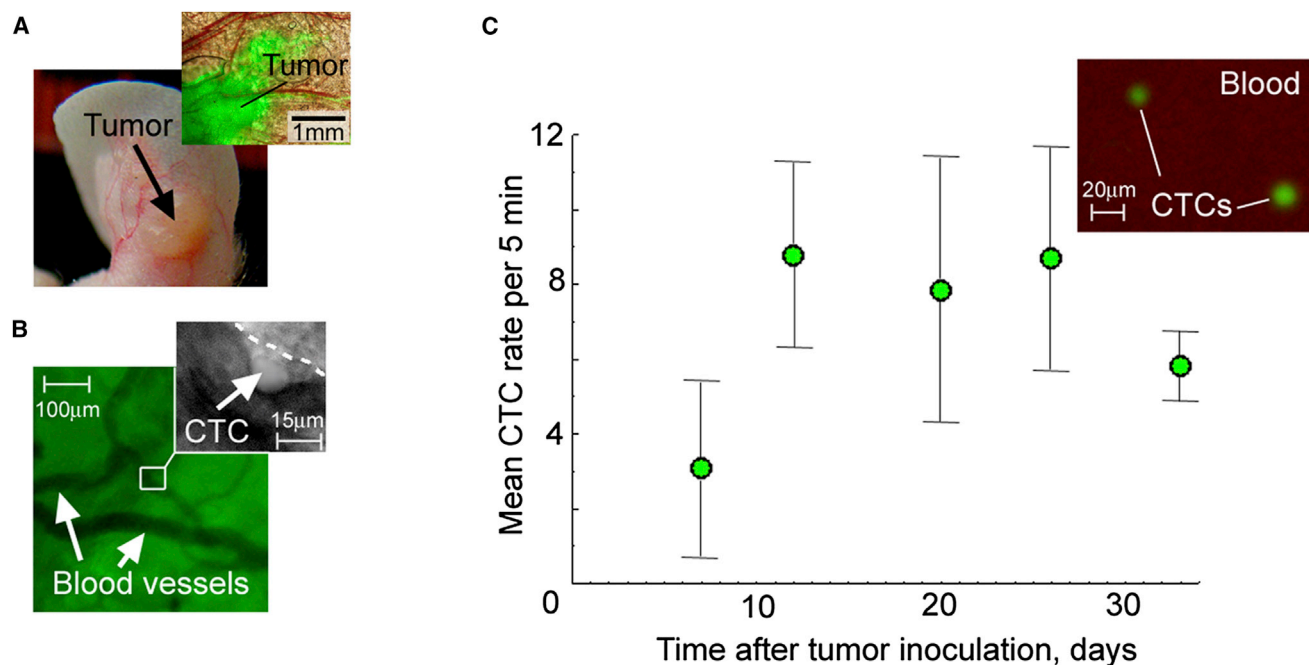 A
Tumor
Tumor
1mm
B
100μm
CTC
15μm
Blood vessels
C
Mean CTC rate per 5 min
12
8
4
0
10
20
30
Time after tumor inoculation, days
Blood
20μm
CTCs